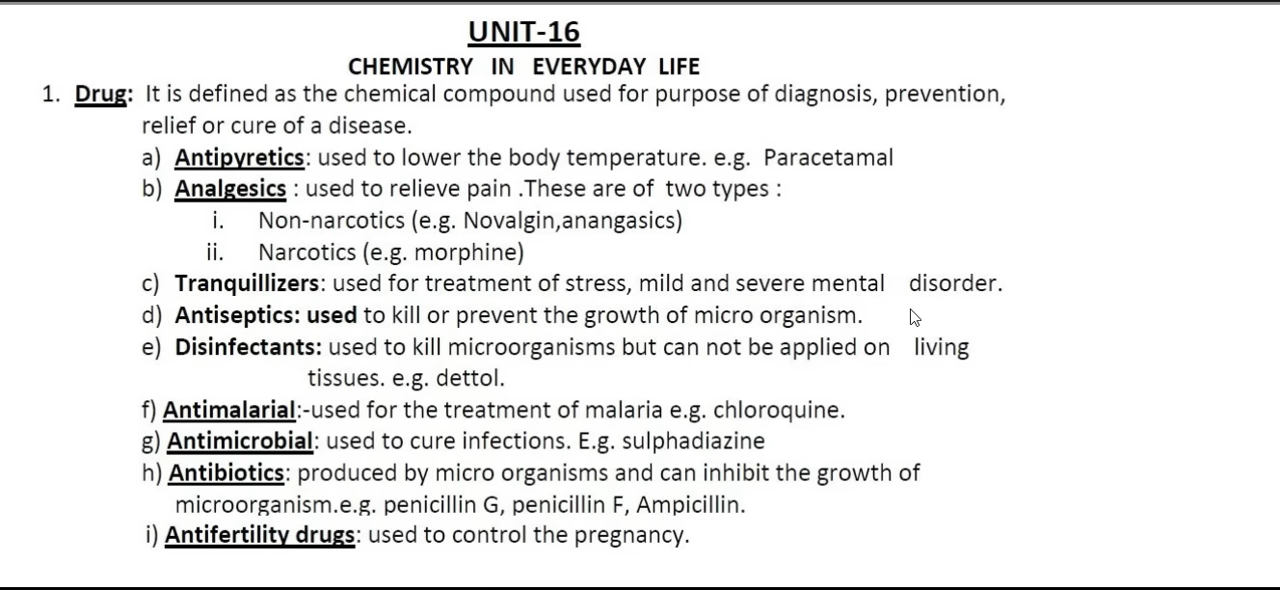 UNIT-16
CHEMISTRY IN EVERYDAY LIFE
1. Drug: It is defined as the chemical compound used for purpose of diagnosis, prevention,
relief or cure of a disease.
a) Antipyretics: used to lower the body temperature. e.g. Paracetamal
b) Analgesics : used to relieve pain .These are of two types :
i. Non-narcotics (e.g. Novalgin,anangasics)
ii. Narcotics (e.g. morphine)
c) Tranquillizers: used for treatment of stress, mild and severe mental disorder.
d) Antiseptics: used to kill or prevent the growth of micro organism.
e) Disinfectants: used to kill microorganisms but can not be applied on living
tissues. e.g. dettol.
f) Antimalarial:-used for the treatment of malaria e.g. chloroquine.
g) Antimicrobial: used to cure infections. E.g. sulphadiazine
h) Antibiotics: produced by micro organisms and can inhibit the growth of
microorganism.e.g. penicillin G, penicillin F, Ampicillin.
i) Antifertility drugs: used to control the pregnancy.